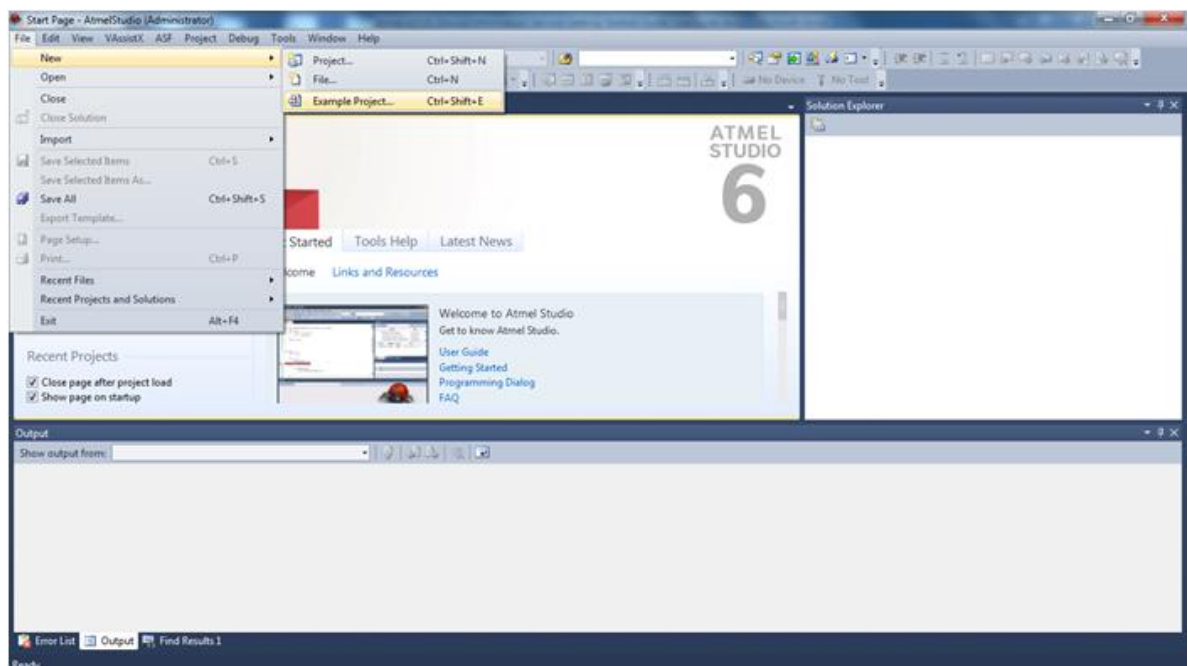 Start Page - AtmelStudio (Administrator)
File Edit View VAssistX ASF Project Debug Tools Window Help
New
Open
Close
Close Solution
Import
Save Selected Items Ctrl+S
Save Selected Items As...
Save All Ctrl+Shift+S
Export Template...
Page Setup...
Print... Ctrl+P
Recent Files
Recent Projects and Solutions
Exit Alt+F4
Project... Ctrl+Shift+N
File... Ctrl+N
Example Project... Ctrl+Shift+E
No Device No Tool
Solution Explorer
ATMEL
STUDIO
6
Started Tools Help Latest News
come Links and Resources
Welcome to Atmel Studio
Get to know Atmel Studio.
User Guide
Getting Started
Programming Dialog
FAQ
Recent Projects
Close page after project load
Show page on startup
Output
Show output from:
Error List Output Find Results 1
Ready